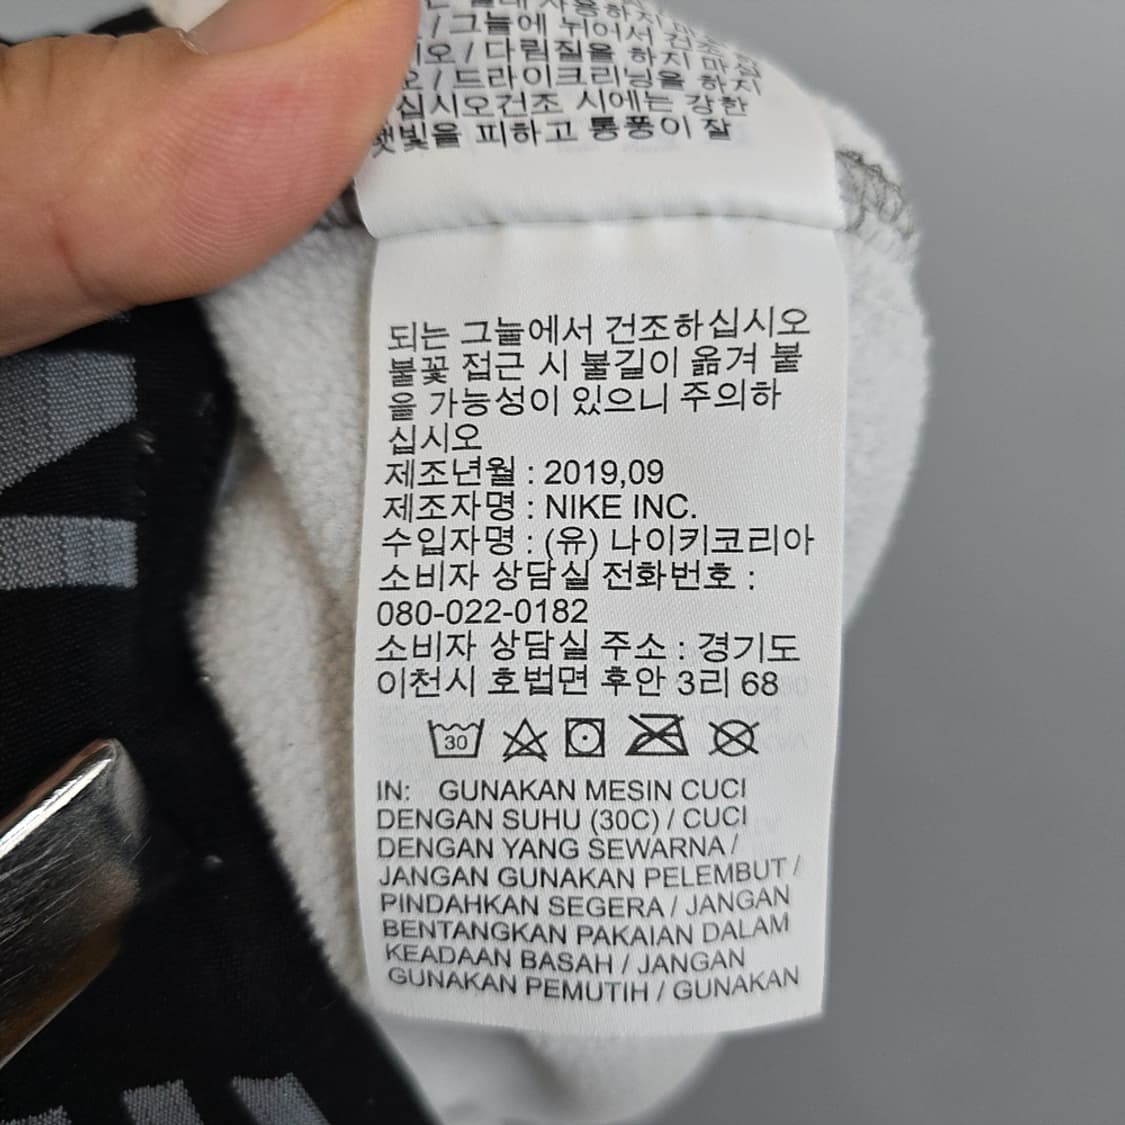 / 그늘에 뉘어서 건조
/ 다림질을 하지 마십
/ 드라이크리닝을 하지
십시오건조 시에는 강한
햇빛을 피하고 통풍이 잘
되는 그늘에서 건조하십시오
불꽃 접근 시 불길이 옮겨 붙
을 가능성이 있으니 주의하
십시오
제조년월 : 2019,09
제조자명 : NIKE INC.
수입자명 : (유) 나이키코리아
소비자 상담실 전화번호 :
080-022-0182
소비자 상담실 주소 : 경기도
이천시 호법면 후안 3리 68
30
IN: GUNAKAN MESIN CUCI
DENGAN SUHU (30C) / CUCI
DENGAN YANG SEWARNA /
JANGAN GUNAKAN PELEMBUT /
PINDAHKAN SEGERA / JANGAN
BENTANGKAN PAKAIAN DALAM
KEADAAN BASAH / JANGAN
GUNAKAN PEMUTIH / GUNAKAN